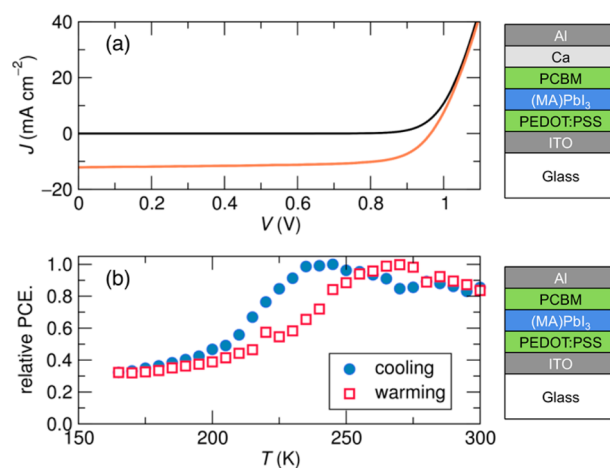 (a)
40
20
0
−20
J (mA cm⁻²)
0
0.2
0.4
0.6
0.8
1
V (V)
Al
Ca
PCBM
(MA)PbI₃
PEDOT:PSS
ITO
Glass
(b)
1.0
0.8
0.6
0.4
0.2
0.0
relative PCE.
cooling
warming
150
200
250
300
T (K)
Al
PCBM
(MA)PbI₃
PEDOT:PSS
ITO
Glass